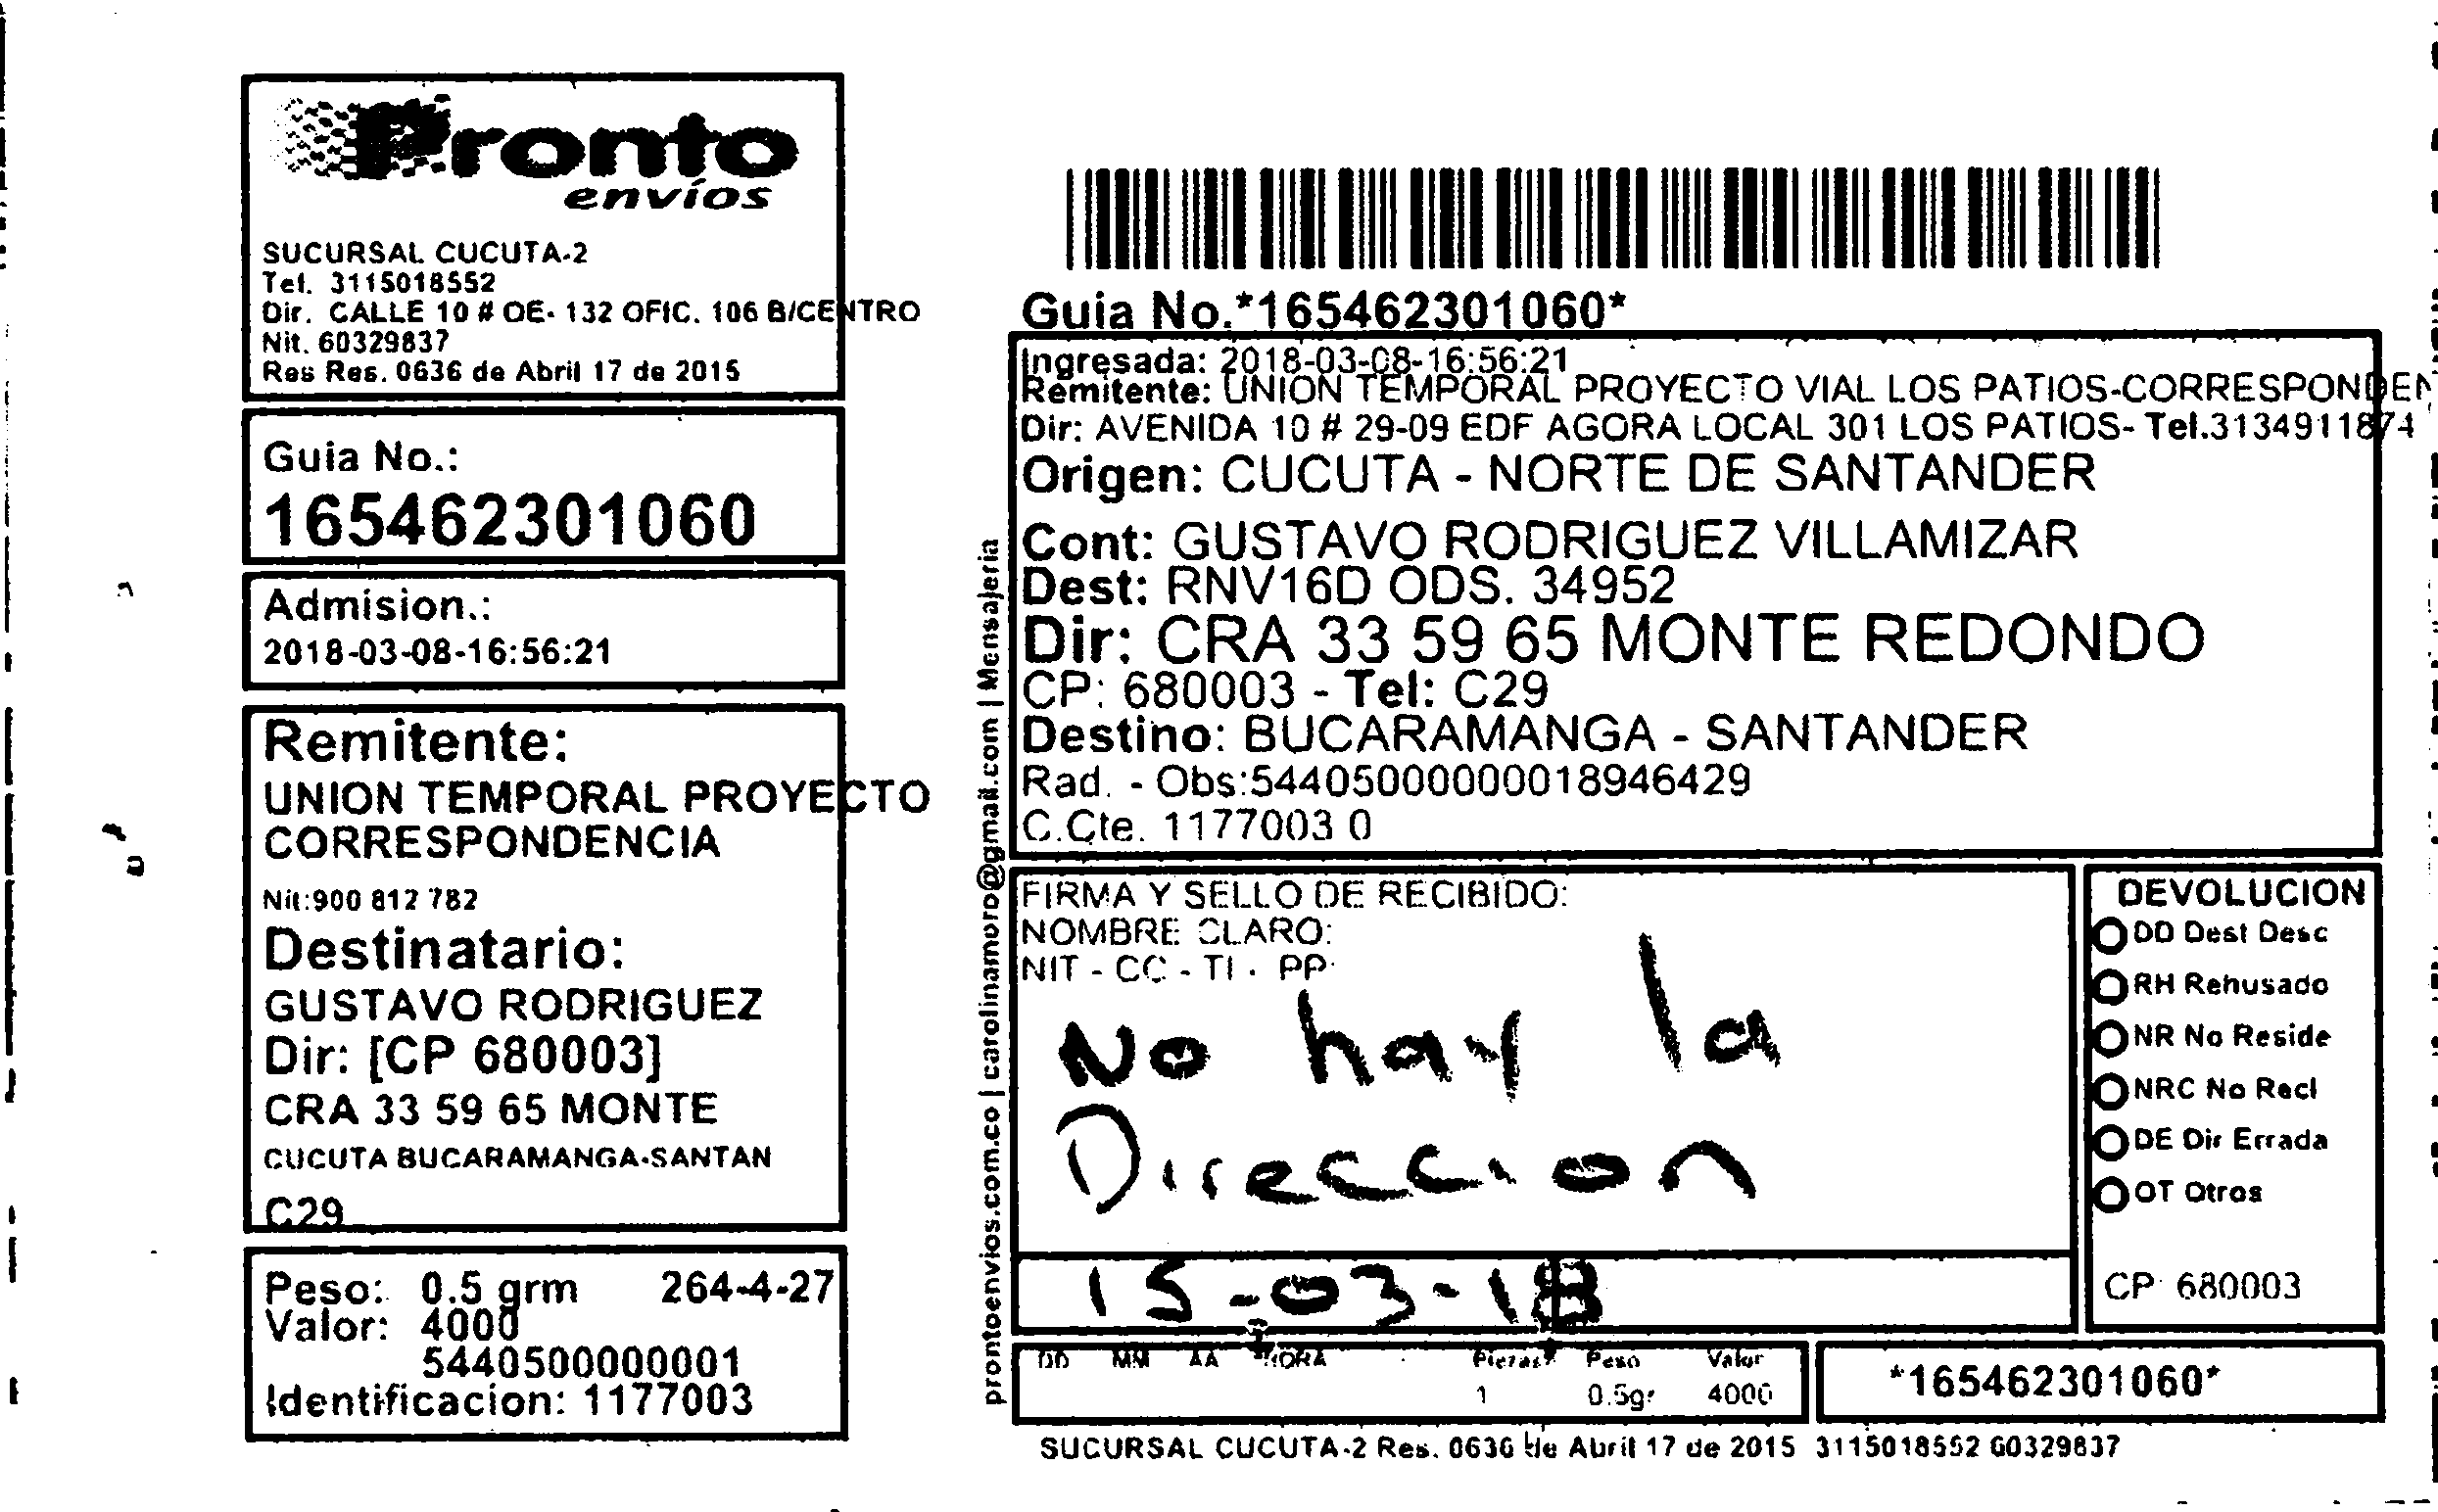 Pronto
envíos
SUCURSAL CUCUTA-2
Tel. 3115018552
Dir. CALLE 10 # OE- 132 OFIC. 106 B/CENTRO
Nit. 60329837
Res Res. 0636 de Abril 17 de 2015
Guia No.:
165462301060
Admision.:
2018-03-08-16:56:21
Remitente:
UNION TEMPORAL PROYECTO
CORRESPONDENCIA
Nit:900 812 782
Destinatario:
GUSTAVO RODRIGUEZ
Dir: [CP 680003]
CRA 33 59 65 MONTE
CUCUTA BUCARAMANGA-SANTAN
C29
Peso: 0.5 grm 264-4-27
Valor: 4000
5440500000001
Identificacion: 1177003
prontoenvios.com.co | carolinamoro@gmail.com | Mensajeria
Guia No.*165462301060*
Ingresada: 2018-03-08-16:56:21
Remitente: UNION TEMPORAL PROYECTO VIAL LOS PATIOS-CORRESPONDEN
Dir: AVENIDA 10 # 29-09 EDF AGORA LOCAL 301 LOS PATIOS- Tel.3134911874
Origen: CUCUTA - NORTE DE SANTANDER
Cont: GUSTAVO RODRIGUEZ VILLAMIZAR
Dest: RNV16D ODS. 34952
Dir: CRA 33 59 65 MONTE REDONDO
CP: 680003 - Tel: C29
Destino: BUCARAMANGA - SANTANDER
Rad. - Obs:544050000000018946429
C.Cte. 1177003 0
FIRMA Y SELLO DE RECIBIDO:
NOMBRE CLARO:
NIT - CC - TI - PP:
No hay la
Direccion
15-03-18
DD MM AA HORA Piezas Peso Valor
1 0.5gr 4000
DEVOLUCION
DD Dest Desc
RH Rehusado
NR No Reside
NRC No Recl
DE Dir Errada
OT Otros
CP 680003
*165462301060*
SUCURSAL CUCUTA-2 Res. 0636 de Abril 17 de 2015 3115018552 60329837